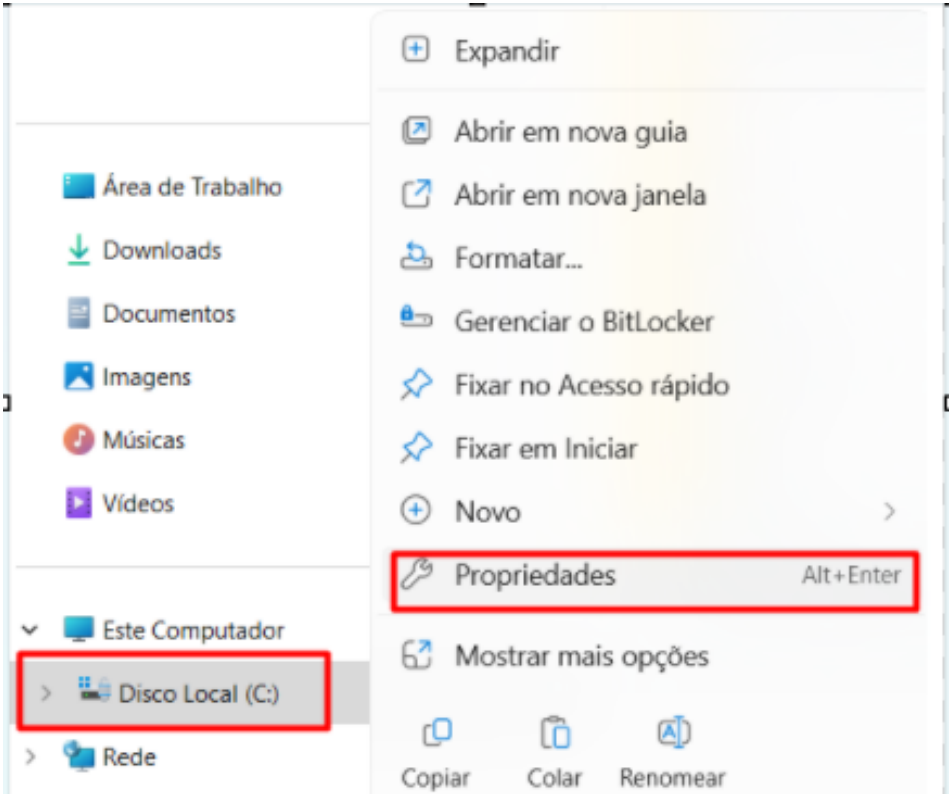 Área de Trabalho
Downloads
Documentos
Imagens
Músicas
Vídeos
Este Computador
Disco Local (C:)
Rede
Expandir
Abrir em nova guia
Abrir em nova janela
Formatar...
Gerenciar o BitLocker
Fixar no Acesso rápido
Fixar em Iniciar
Novo
Propriedades Alt+Enter
Mostrar mais opções
Copiar Colar Renomear